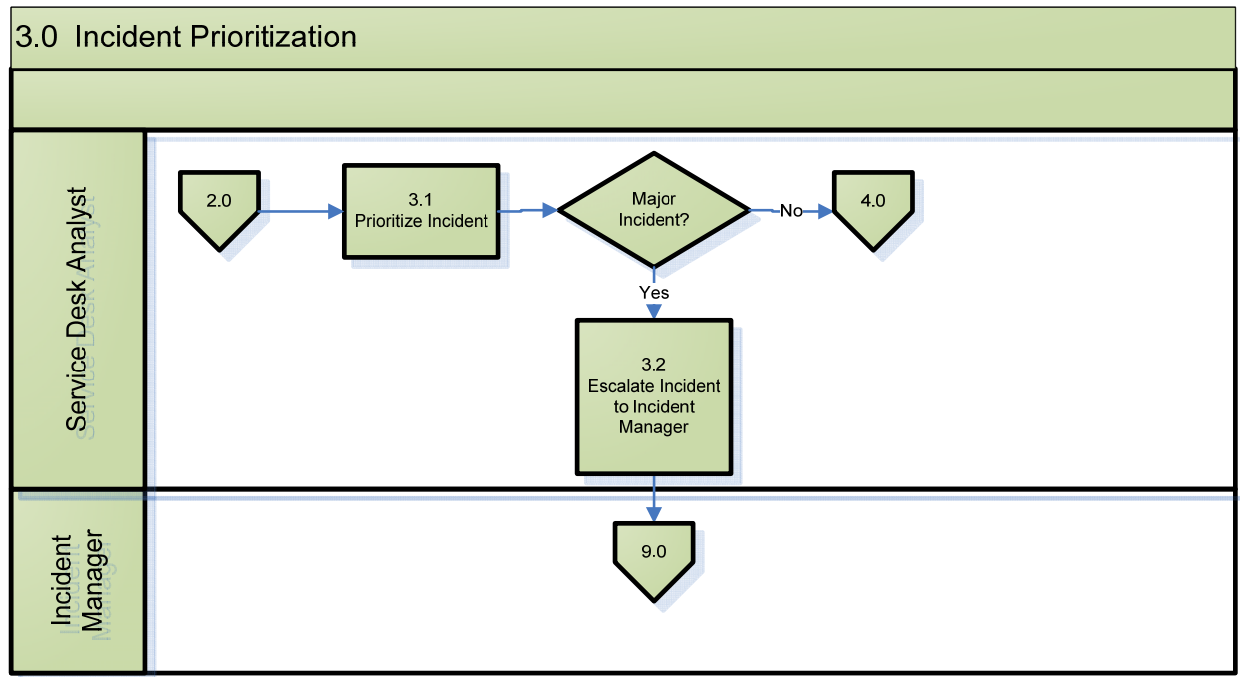 3.0 Incident Prioritization
Service Desk Analyst
2.0
3.1
Prioritize Incident
Major
Incident?
No
4.0
Yes
3.2
Escalate Incident
to Incident
Manager
Incident
Manager
9.0